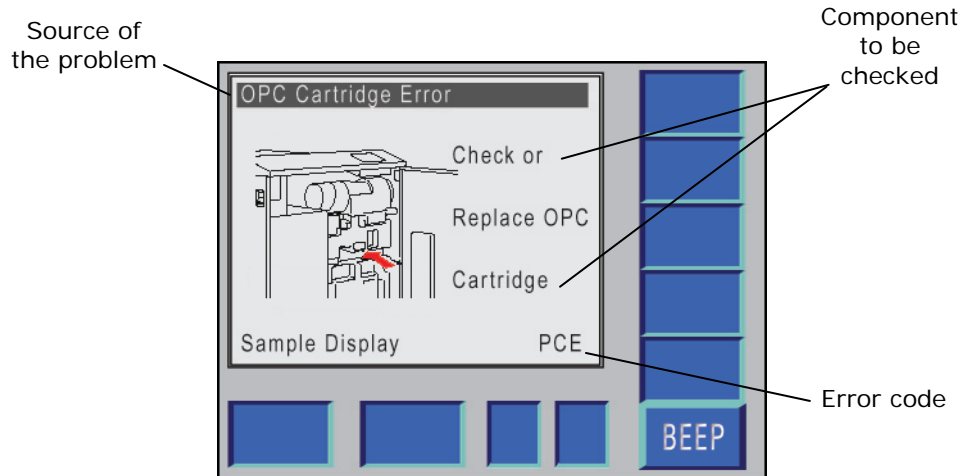 Source of
the problem
Component
to be
checked
OPC Cartridge Error
Check or
Replace OPC
Cartridge
Sample Display
PCE
Error code
BEEP